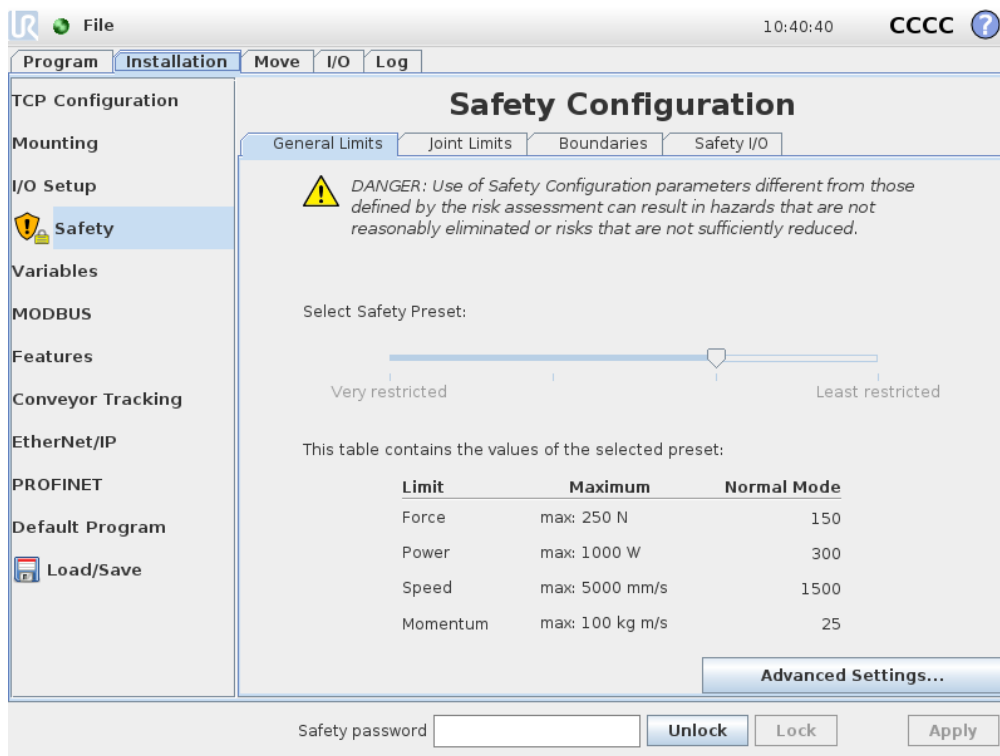 UR File 10:40:40 CCCC ?
Program Installation Move I/O Log
TCP Configuration
Mounting
I/O Setup
Safety
Variables
MODBUS
Features
Conveyor Tracking
EtherNet/IP
PROFINET
Default Program
Load/Save
Safety Configuration
General Limits Joint Limits Boundaries Safety I/O
DANGER: Use of Safety Configuration parameters different from those
defined by the risk assessment can result in hazards that are not
reasonably eliminated or risks that are not sufficiently reduced.
Select Safety Preset:
Very restricted Least restricted
This table contains the values of the selected preset:
Limit Maximum Normal Mode
Force max: 250 N 150
Power max: 1000 W 300
Speed max: 5000 mm/s 1500
Momentum max: 100 kg m/s 25
Advanced Settings...
Safety password Unlock Lock Apply